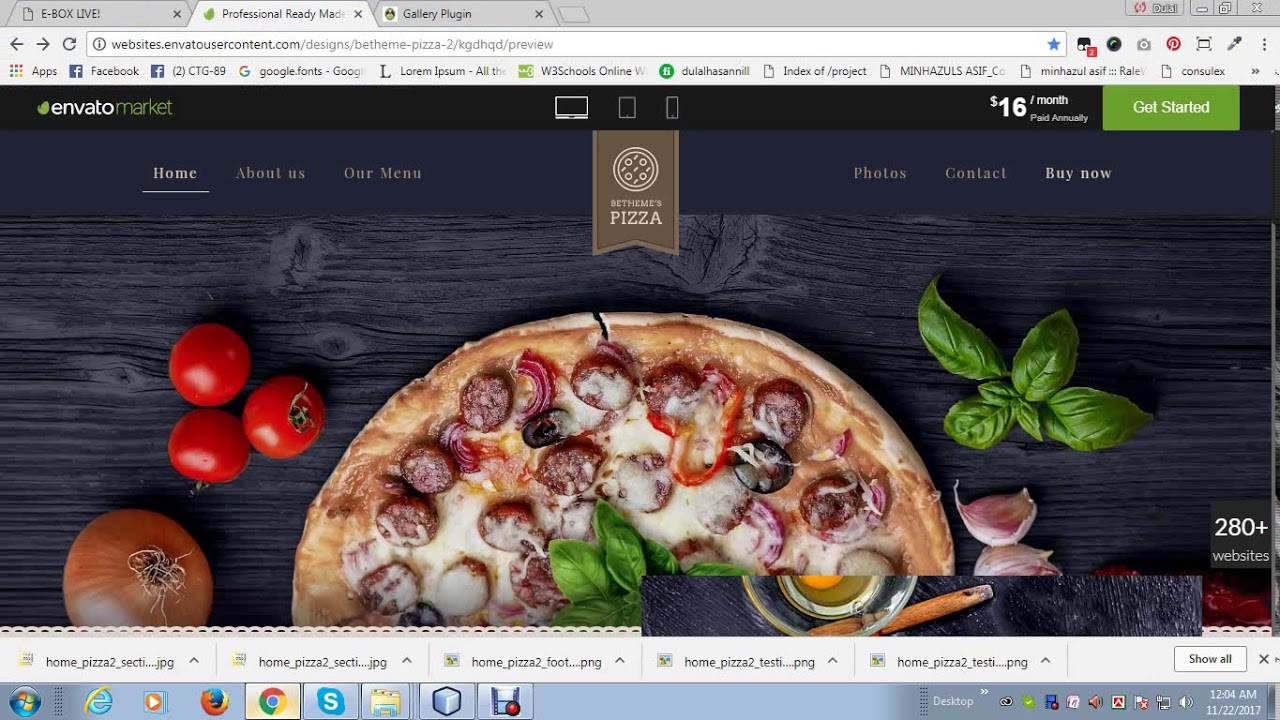 E-BOX LIVE!
Professional Ready Made
Gallery Plugin
Dulal
websites.envatousercontent.com/designs/betheme-pizza-2/kgdhqd/preview
2
Apps
Facebook
(2) CTG-89
google.fonts - Goog
Lorem Ipsum - All the
W3Schools Online W
dulalhasannill
Index of /project
MINHAZULS ASIF_Co
minhazul asif ::: Rale
consulex
»
envatomarket
$16 / month
Paid Annually
Get Started
Home
About us
Our Menu
BETHEME'S
PIZZA
Photos
Contact
Buy now
280+
websites
home_pizza2_secti....jpg
home_pizza2_secti....jpg
home_pizza2_foot....png
home_pizza2_testi....png
home_pizza2_testi....png
Show all
Desktop
»
12:04 AM
11/22/2017